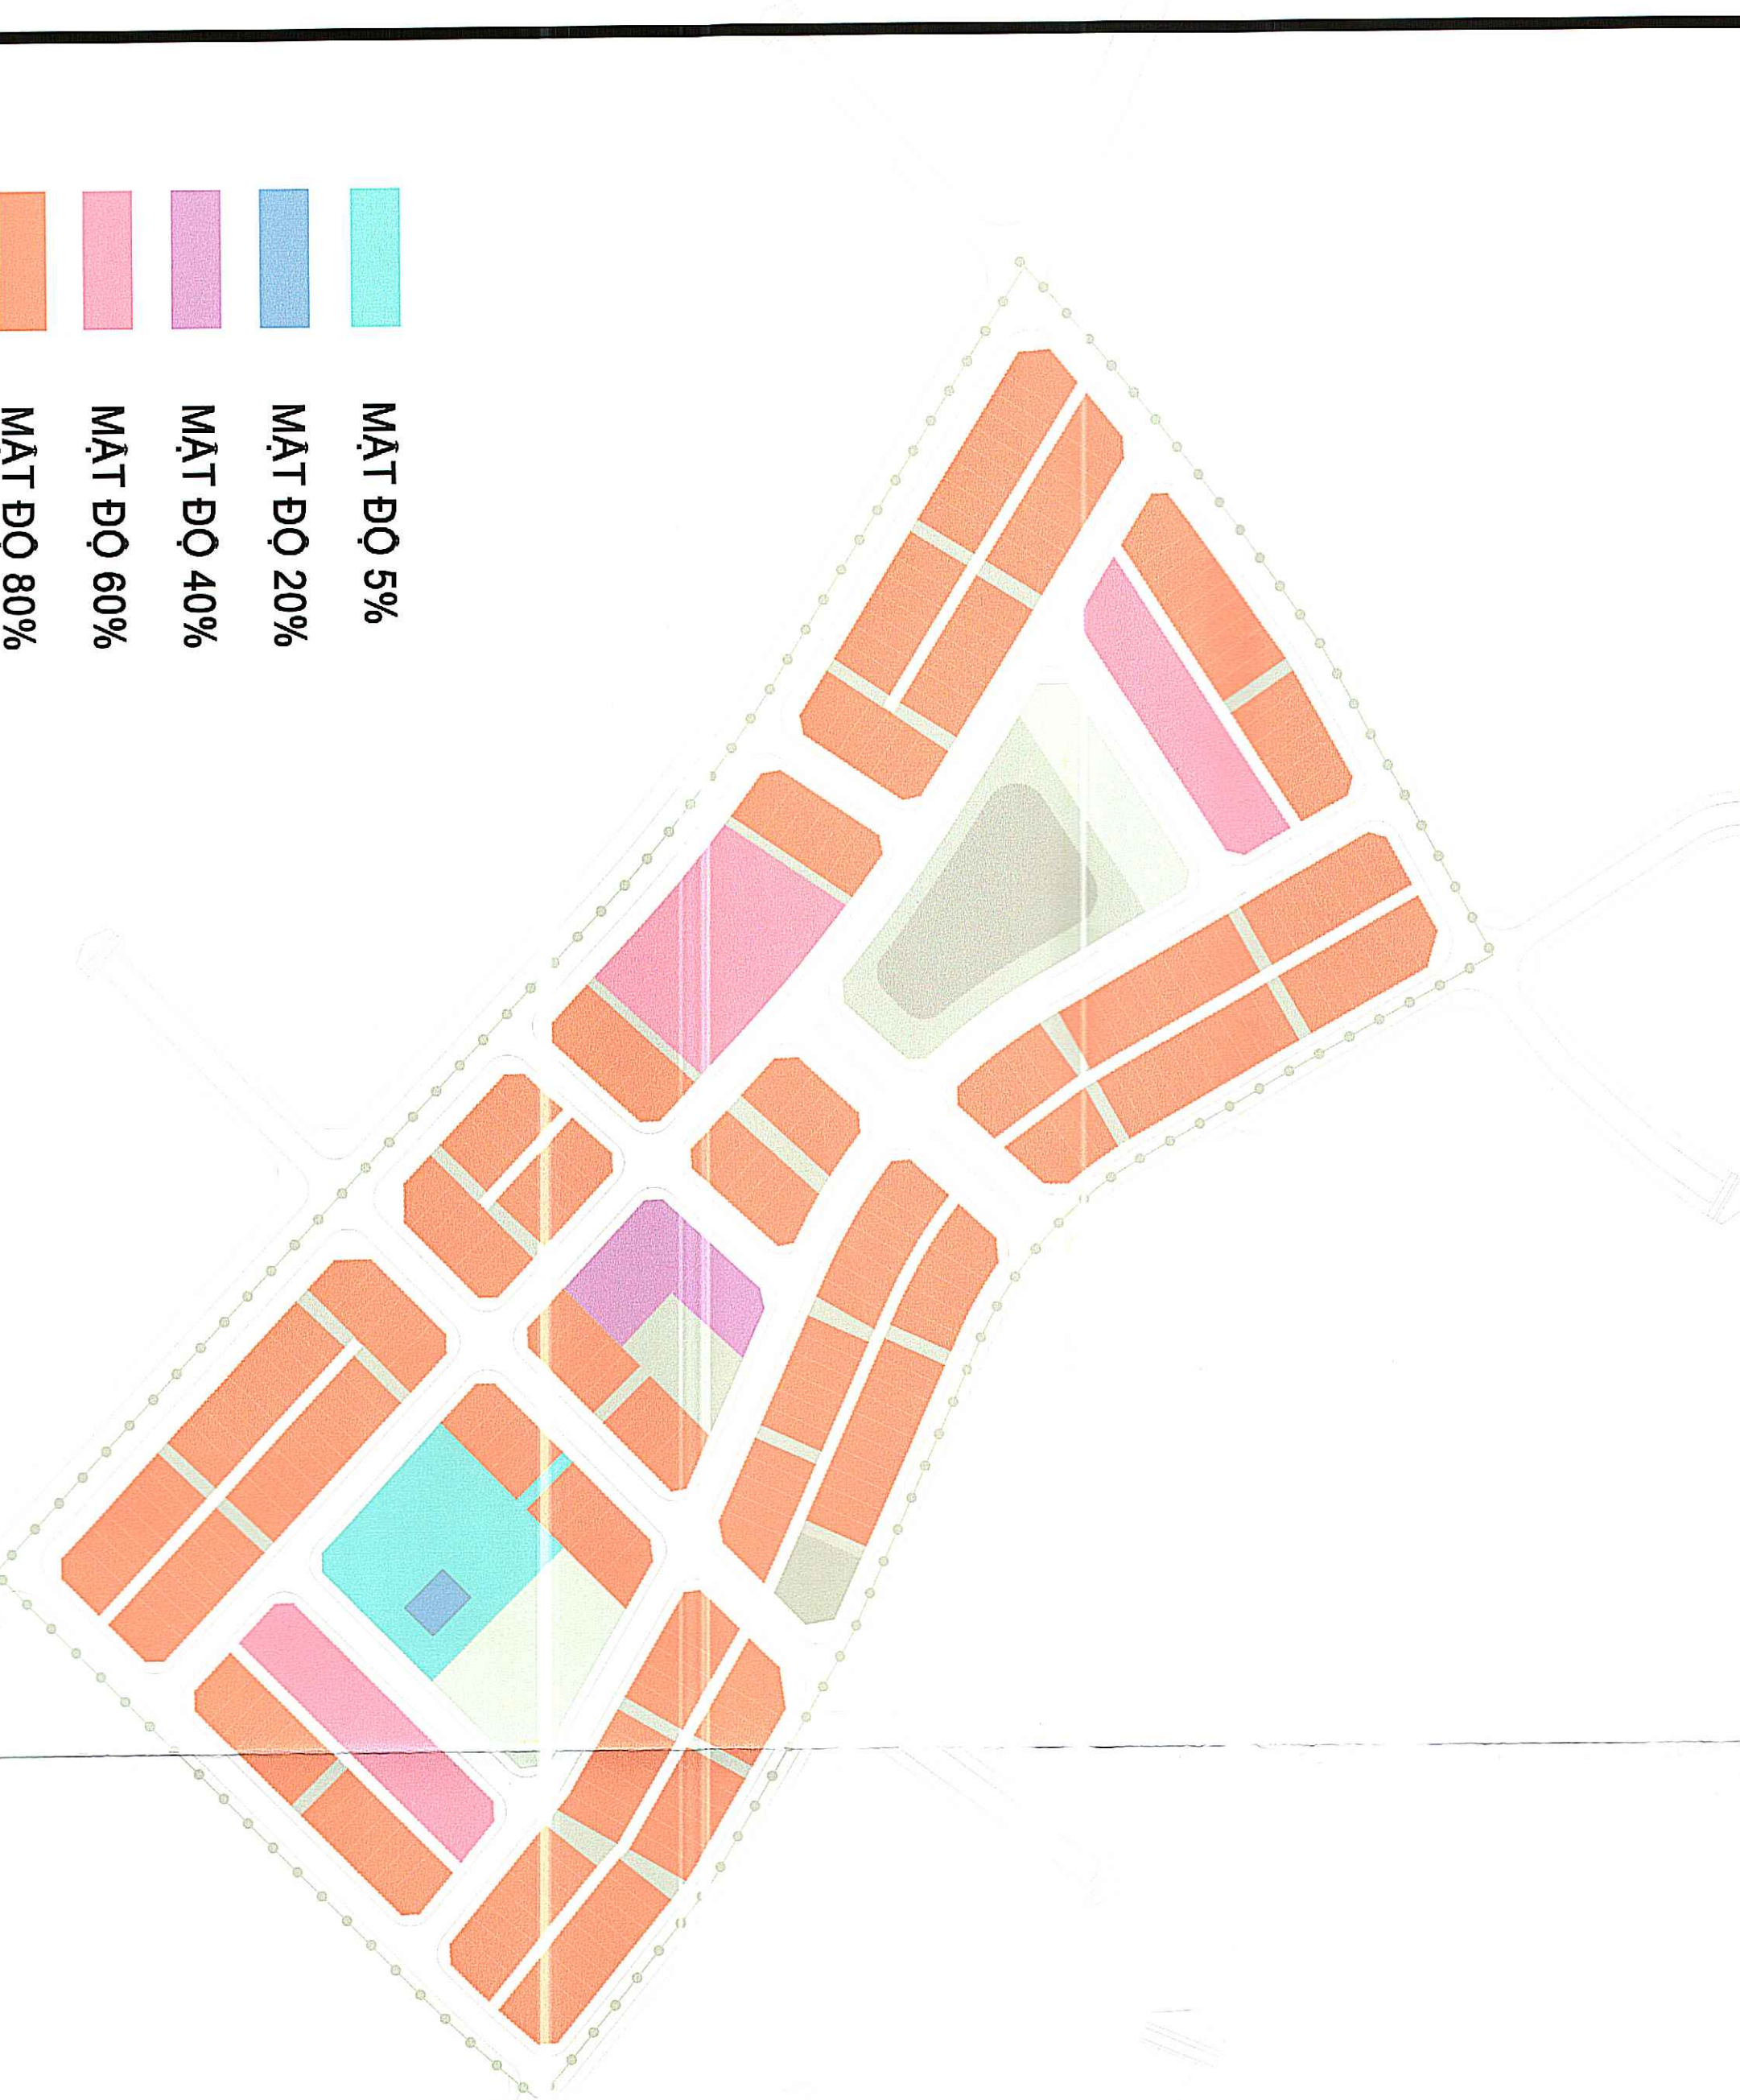 MẬT ĐỘ 5%
MẬT ĐỘ 20%
MẬT ĐỘ 40%
MẬT ĐỘ 60%
MẬT ĐỘ 80%